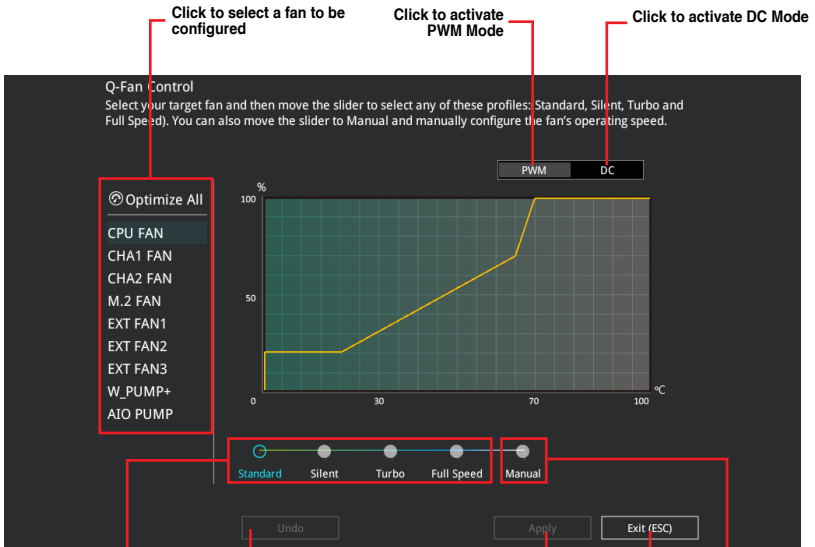 Click to select a fan to be
configured
Click to activate
PWM Mode
Click to activate DC Mode
Q-Fan Control
Select your target fan and then move the slider to select any of these profiles: Standard, Silent, Turbo and
Full Speed). You can also move the slider to Manual and manually configure the fan's operating speed.
PWM
DC
Optimize All
CPU FAN
CHA1 FAN
CHA2 FAN
M.2 FAN
EXT FAN1
EXT FAN2
EXT FAN3
W_PUMP+
AIO PUMP
%
100
50
0
30
70
100
ºC
Standard
Silent
Turbo
Full Speed
Manual
Undo
Apply
Exit (ESC)